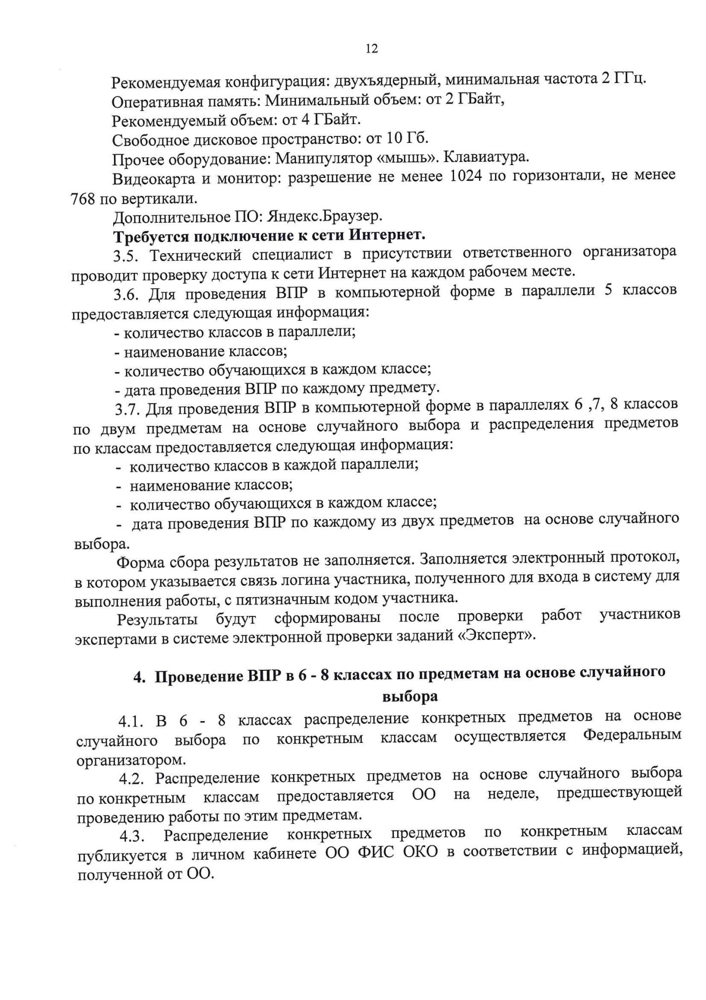 12
Рекомендуемая конфигурация: двухъядерный, минимальная частота 2 ГГц.
Оперативная память: Минимальный объем: от 2 ГБайт,
Рекомендуемый объем: от 4 ГБайт.
Свободное дисковое пространство: от 10 Гб.
Прочее оборудование: Манипулятор «мышь». Клавиатура.
Видеокарта и монитор: разрешение не менее 1024 по горизонтали, не менее
768 по вертикали.
Дополнительное ПО: Яндекс.Браузер.
Требуется подключение к сети Интернет.
3.5. Технический специалист в присутствии ответственного организатора
проводит проверку доступа к сети Интернет на каждом рабочем месте.
3.6. Для проведения ВПР в компьютерной форме в параллели 5 классов
предоставляется следующая информация:
- количество классов в параллели;
- наименование классов;
- количество обучающихся в каждом классе;
- дата проведения ВПР по каждому предмету.
3.7. Для проведения ВПР в компьютерной форме в параллелях 6 ,7, 8 классов
по двум предметам на основе случайного выбора и распределения предметов
по классам предоставляется следующая информация:
- количество классов в каждой параллели;
- наименование классов;
- количество обучающихся в каждом классе;
- дата проведения ВПР по каждому из двух предметов на основе случайного
выбора.
Форма сбора результатов не заполняется. Заполняется электронный протокол,
в котором указывается связь логина участника, полученного для входа в систему для
выполнения работы, с пятизначным кодом участника.
Результаты будут сформированы после проверки работ участников
экспертами в системе электронной проверки заданий «Эксперт».
4. Проведение ВПР в 6 - 8 классах по предметам на основе случайного
выбора
4.1. В 6 - 8 классах распределение конкретных предметов на основе
случайного выбора по конкретным классам осуществляется Федеральным
организатором.
4.2. Распределение конкретных предметов на основе случайного выбора
по конкретным классам предоставляется ОО на неделе, предшествующей
проведению работы по этим предметам.
4.3. Распределение конкретных предметов по конкретным классам
публикуется в личном кабинете ОО ФИС ОКО в соответствии с информацией,
полученной от ОО.